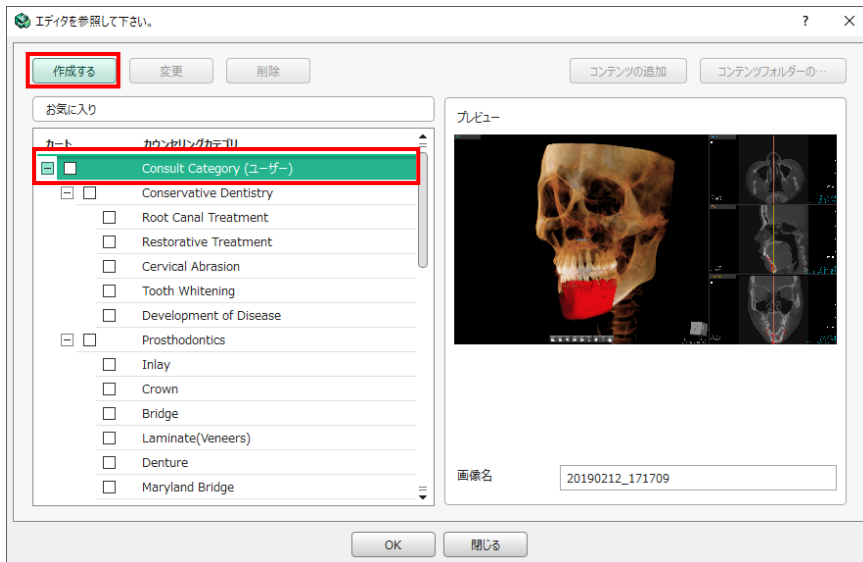 エディタを参照して下さい。
?
作成する
変更
削除
コンテンツの追加
コンテンツフォルダーの…
お気に入り
カート カウンセリングカテゴリ
Consult Category (ユーザー)
Conservative Dentistry
Root Canal Treatment
Restorative Treatment
Cervical Abrasion
Tooth Whitening
Development of Disease
Prosthodontics
Inlay
Crown
Bridge
Laminate(Veneers)
Denture
Maryland Bridge
プレビュー
画像名
20190212_171709
OK
閉じる